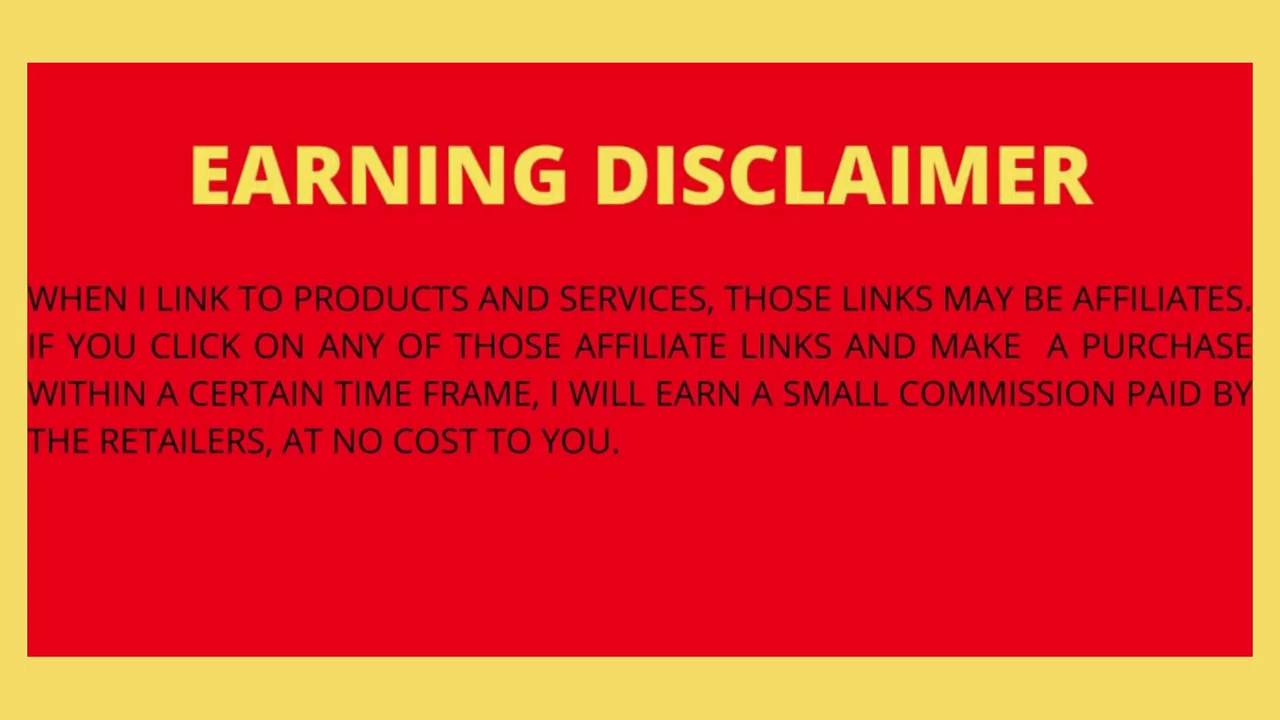 EARNING DISCLAIMER
WHEN I LINK TO PRODUCTS AND SERVICES, THOSE LINKS MAY BE AFFILIATES.
IF YOU CLICK ON ANY OF THOSE AFFILIATE LINKS AND MAKE A PURCHASE
WITHIN A CERTAIN TIME FRAME, I WILL EARN A SMALL COMMISSION PAID BY
THE RETAILERS, AT NO COST TO YOU.